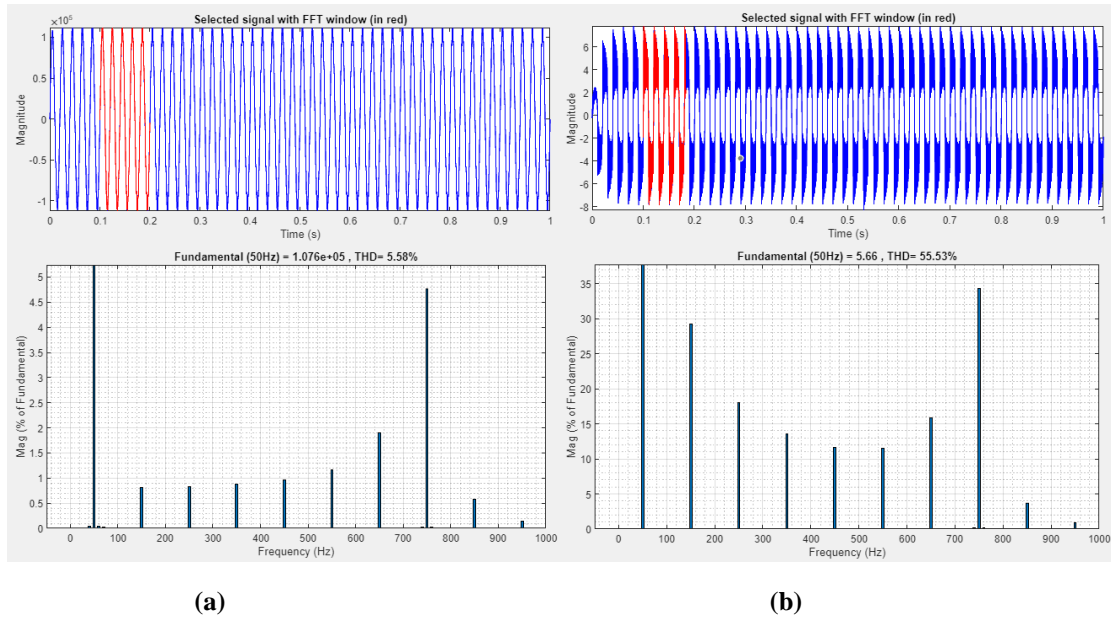 Selected signal with FFT window (in red)
×10⁵
1
0.5
0
-0.5
-1
Magnitude
0 0.1 0.2 0.3 0.4 0.5 0.6 0.7 0.8 0.9 1
Time (s)
Fundamental (50Hz) = 1.076e+05 , THD= 5.58%
5
4.5
4
3.5
3
2.5
2
1.5
1
0.5
0
Mag (% of Fundamental)
0 100 200 300 400 500 600 700 800 900 1000
Frequency (Hz)
(a)
Selected signal with FFT window (in red)
6
4
2
0
-2
-4
-6
-8
Magnitude
0 0.1 0.2 0.3 0.4 0.5 0.6 0.7 0.8 0.9 1
Time (s)
Fundamental (50Hz) = 5.66 , THD= 55.53%
35
30
25
20
15
10
5
0
Mag (% of Fundamental)
0 100 200 300 400 500 600 700 800 900 1000
Frequency (Hz)
(b)